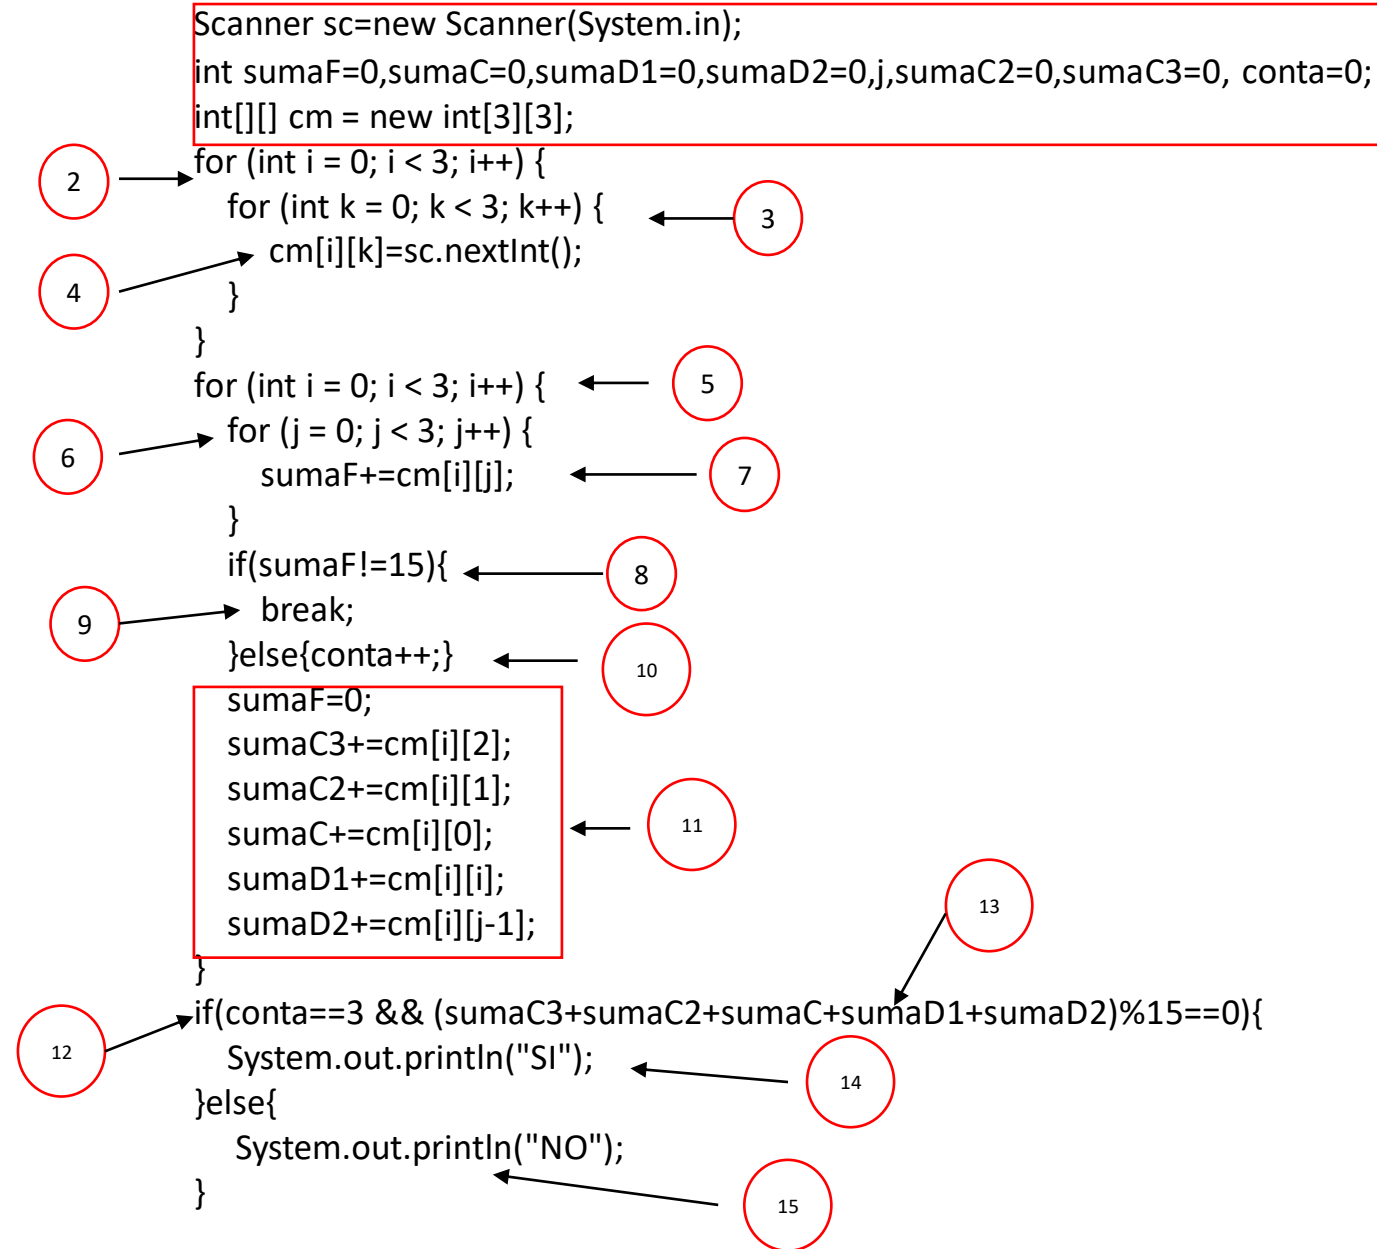 Scanner sc=new Scanner(System.in);
int sumaF=0,sumaC=0,sumaD1=0,sumaD2=0,j,sumaC2=0,sumaC3=0, conta=0;
int[][] cm = new int[3][3];
2
for (int i = 0; i < 3; i++) {
for (int k = 0; k < 3; k++) {
3
cm[i][k]=sc.nextInt();
4
}
}
for (int i = 0; i < 3; i++) {
5
for (j = 0; j < 3; j++) {
6
sumaF+=cm[i][j];
7
}
if(sumaF!=15){
8
break;
9
}else{conta++;}
10
sumaF=0;
sumaC3+=cm[i][2];
sumaC2+=cm[i][1];
sumaC+=cm[i][0];
11
sumaD1+=cm[i][i];
sumaD2+=cm[i][j-1];
13
}
if(conta==3 && (sumaC3+sumaC2+sumaC+sumaD1+sumaD2)%15==0){
12
System.out.println("SI");
14
}else{
System.out.println("NO");
}
15